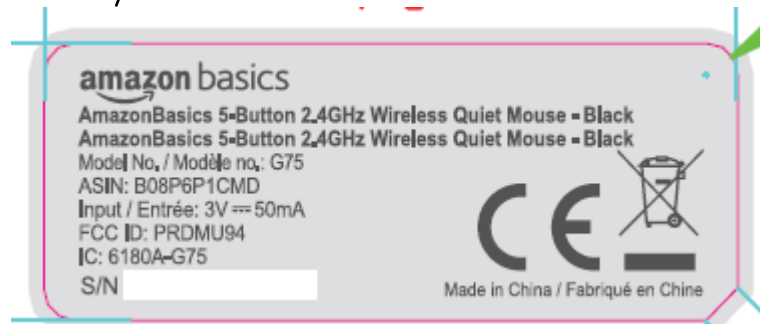 amazon basics
AmazonBasics 5-Button 2.4GHz Wireless Quiet Mouse - Black
AmazonBasics 5-Button 2.4GHz Wireless Quiet Mouse - Black
Model No. / Modèle no.: G75
ASIN: B08P6P1CMD
Input / Entrée: 3V ⎓ 50mA
FCC ID: PRDMU94
IC: 6180A-G75
S/N
CE
Made in China / Fabriqué en Chine